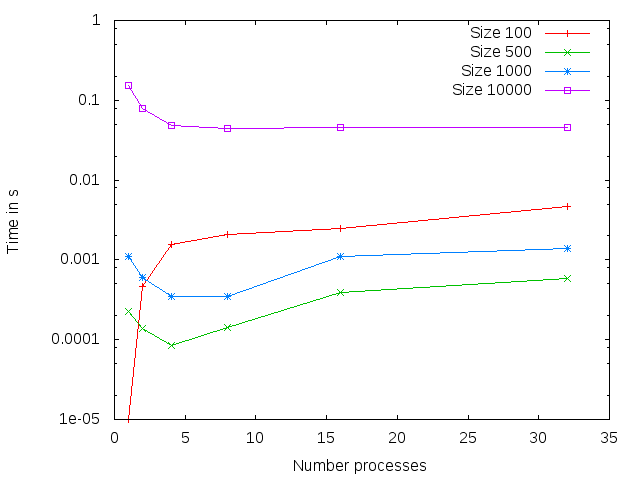 1
0.1
0.01
0.001
0.0001
1e-05
Time in s
Size 100
Size 500
Size 1000
Size 10000
0 5 10 15 20 25 30 35
Number processes